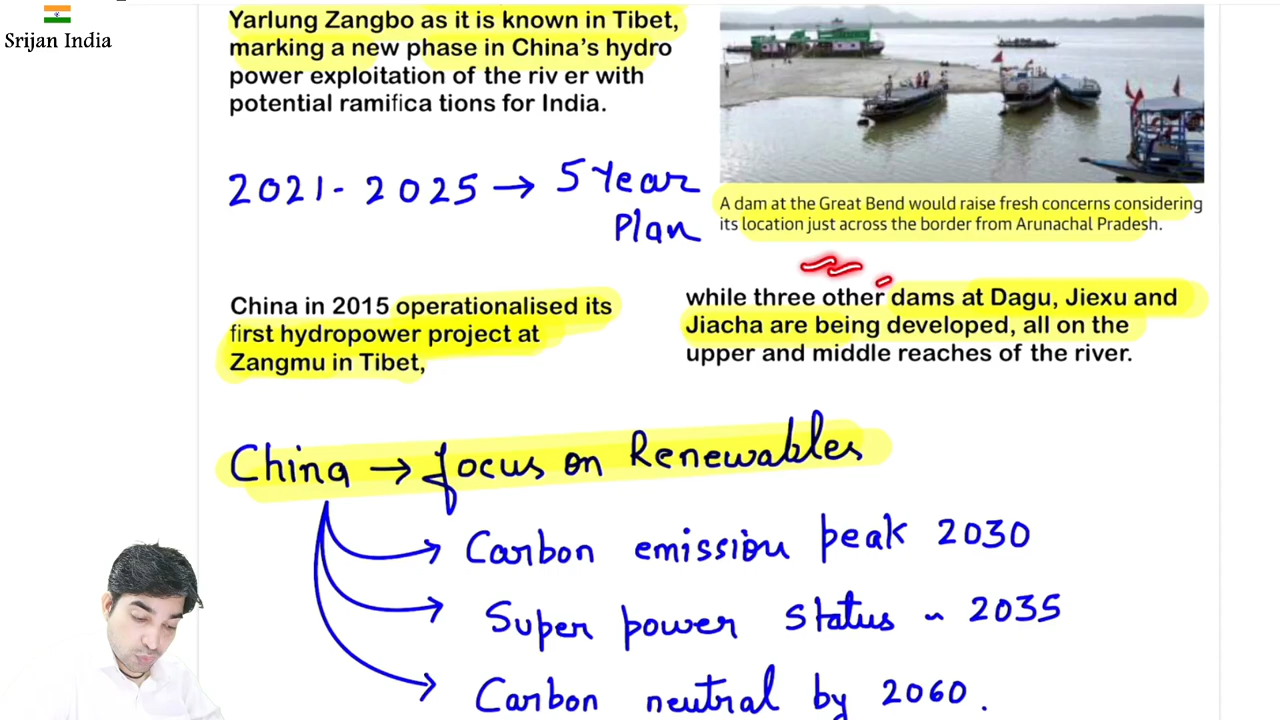 Srijan India
Yarlung Zangbo as it is known in Tibet,
marking a new phase in China's hydro
power exploitation of the riv er with
potential ramifica tions for India.
2021 - 2025 → 5 Year
Plan
A dam at the Great Bend would raise fresh concerns considering
its location just across the border from Arunachal Pradesh.
China in 2015 operationalised its
first hydropower project at
Zangmu in Tibet,
while three other dams at Dagu, Jiexu and
Jiacha are being developed, all on the
upper and middle reaches of the river.
China → focus on Renewables
Carbon emission peak 2030
Super power status ~ 2035
Carbon neutral by 2060.